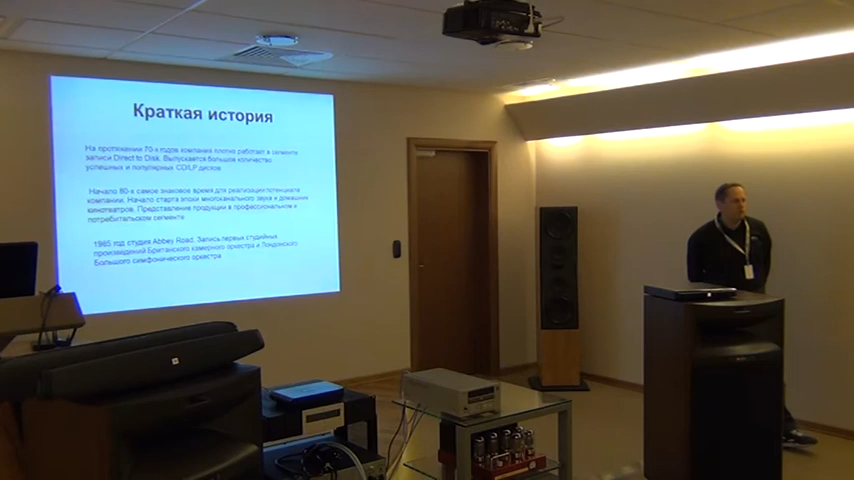 Краткая история
На протяжении 70-х годов компания плотно работает в сегменте
записи Direct to Disk. Выпускается большое количество
успешных и популярных CD/LP дисков
Начало 80-х самое знаковое время для реализации потенциала
компании. Начало старта эпохи многоканального звука и домашних
кинотеатров. Представление продукции в профессиональном и
потребительском сегменте
1985 год студия Abbey Road. Запись первых студийных
произведений Британского камерного оркестра и Лондонского
Большого симфонического оркестра